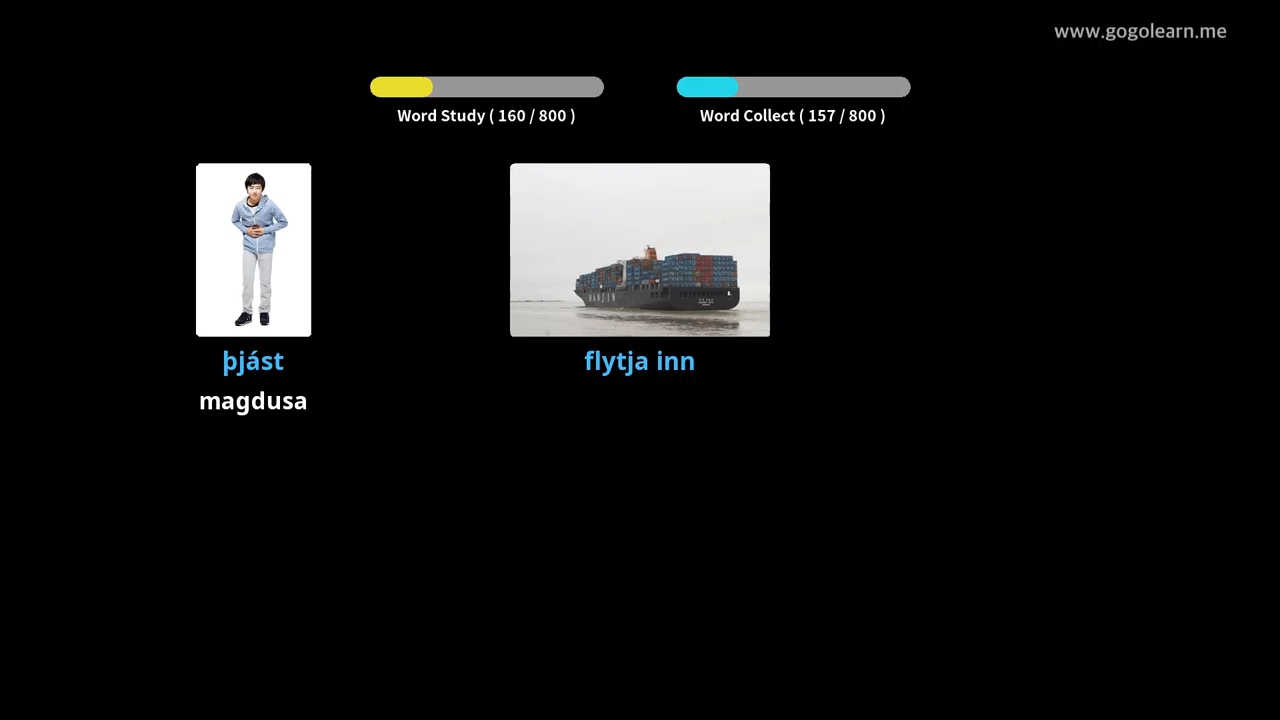 www.gogolearn.me
Word Study ( 160 / 800 )
Word Collect ( 157 / 800 )
þjást
magdusa
flytja inn